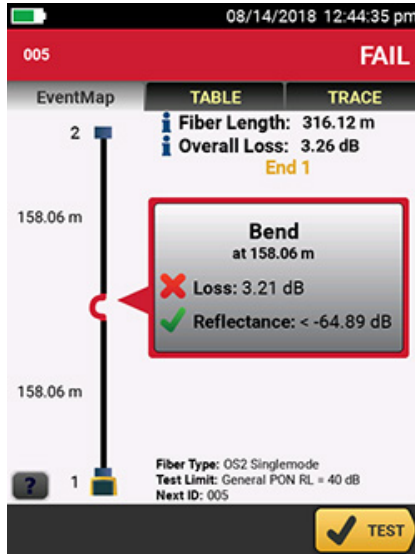 08/14/2018 12:44:35 pm
005 FAIL
EventMap TABLE TRACE
2
Fiber Length: 316.12 m
Overall Loss: 3.26 dB
End 1
158.06 m
Bend
at 158.06 m
Loss: 3.21 dB
Reflectance: < -64.89 dB
158.06 m
Fiber Type: OS2 Singlemode
Test Limit: General PON RL = 40 dB
Next ID: 005
? 1
TEST